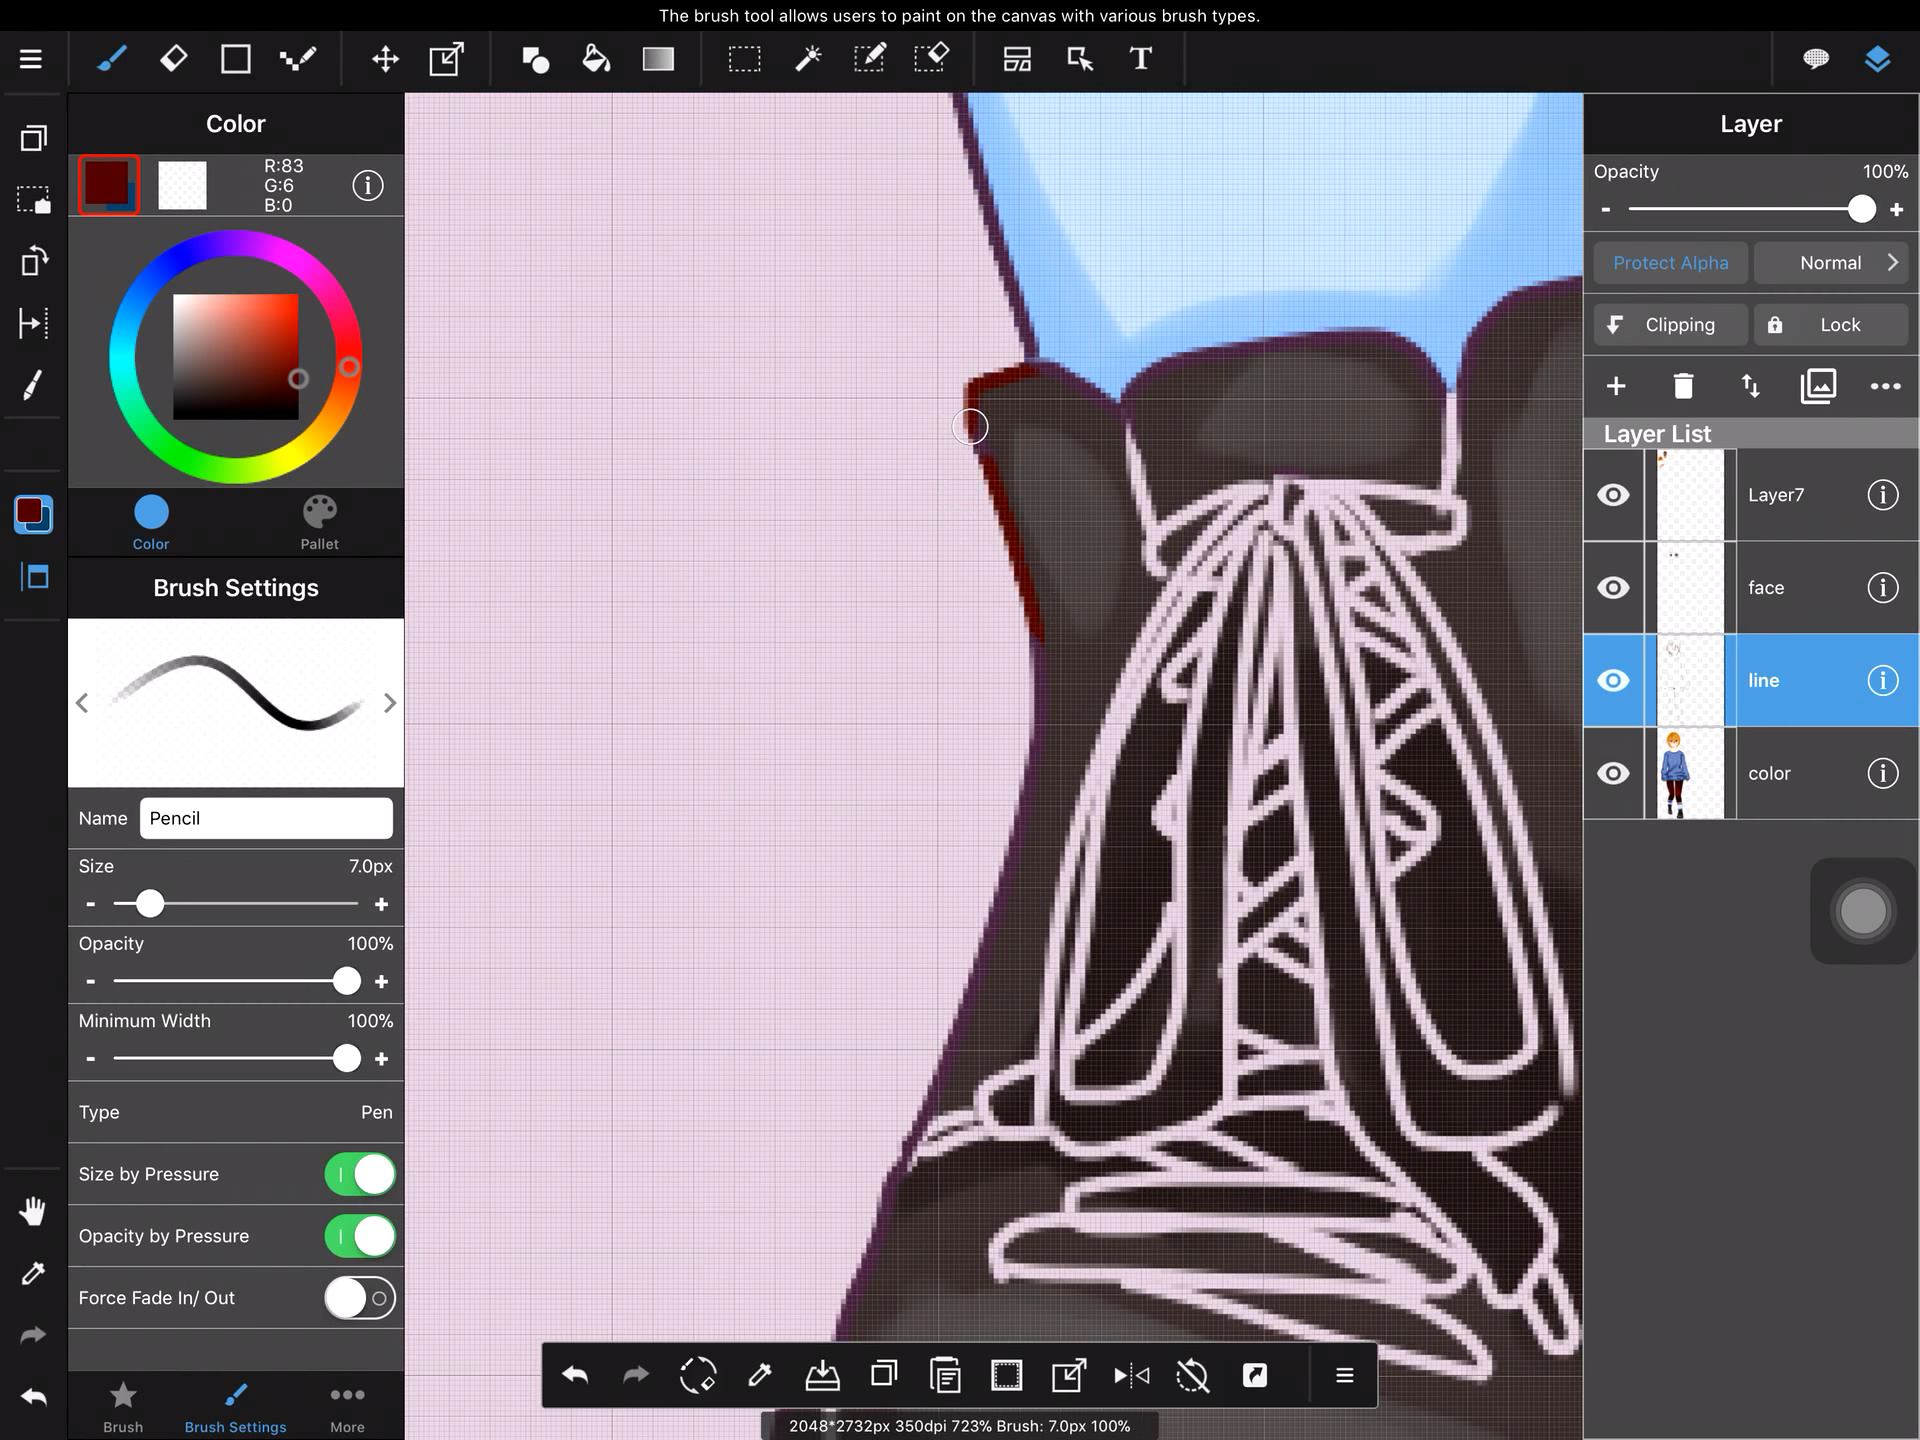 The brush tool allows users to paint on the canvas with various brush types.
T
Color
R:83
G:6
B:0
Color
Pallet
Brush Settings
Name
Pencil
Size
7.0px
-
+
Opacity
100%
-
+
Minimum Width
100%
-
+
Type
Pen
Size by Pressure
Opacity by Pressure
Force Fade In/ Out
Brush
Brush Settings
More
2048*2732px 350dpi 723% Brush: 7.0px 100%
Layer
Opacity
100%
-
+
Protect Alpha
Normal
Clipping
Lock
Layer List
Layer7
face
line
color